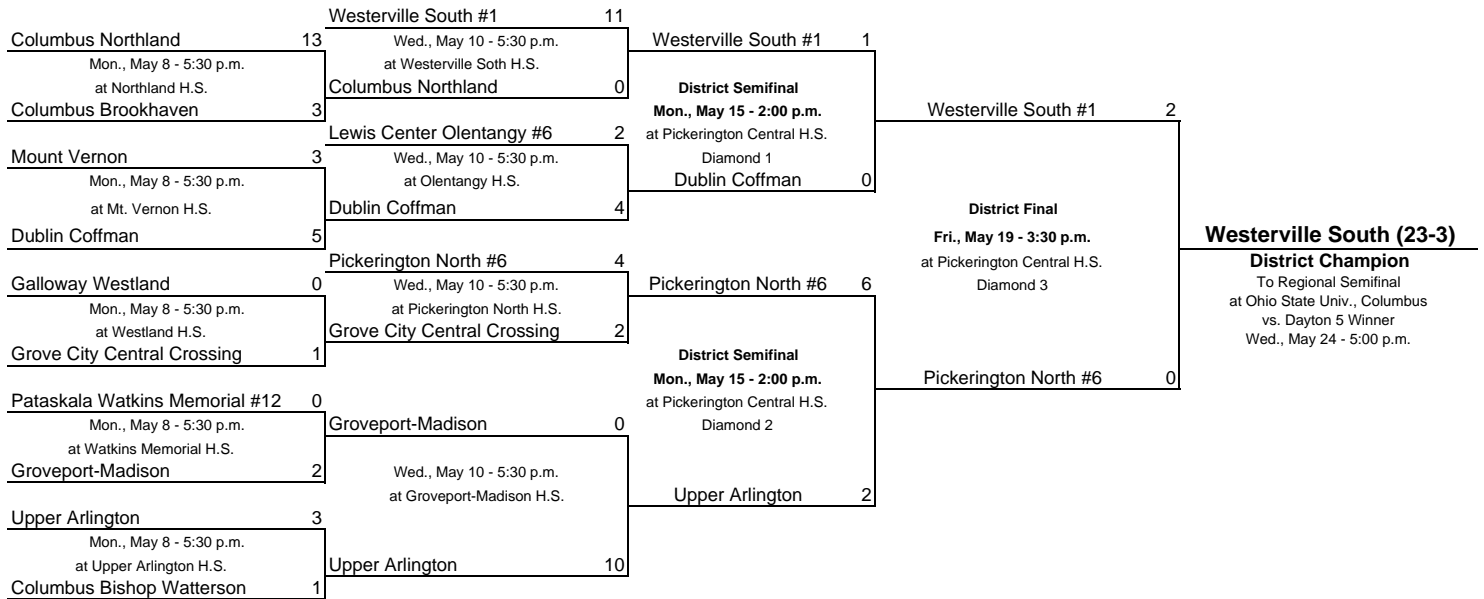 Columbus Northland 13
Mon., May 8 - 5:30 p.m.
at Northland H.S.
Columbus Brookhaven 3
Mount Vernon 3
Mon., May 8 - 5:30 p.m.
at Mt. Vernon H.S.
Dublin Coffman 5
Galloway Westland 0
Mon., May 8 - 5:30 p.m.
at Westland H.S.
Grove City Central Crossing 1
Pataskala Watkins Memorial #12 0
Mon., May 8 - 5:30 p.m.
at Watkins Memorial H.S.
Groveport-Madison 2
Upper Arlington 3
Mon., May 8 - 5:30 p.m.
at Upper Arlington H.S.
Columbus Bishop Watterson 1
Westerville South #1 11
Wed., May 10 - 5:30 p.m.
at Westerville Soth H.S.
Columbus Northland 0
Lewis Center Olentangy #6 2
Wed., May 10 - 5:30 p.m.
at Olentangy H.S.
Dublin Coffman 4
Pickerington North #6 4
Wed., May 10 - 5:30 p.m.
at Pickerington North H.S.
Grove City Central Crossing 2
Groveport-Madison 0
Wed., May 10 - 5:30 p.m.
at Groveport-Madison H.S.
Upper Arlington 10
Westerville South #1 1
District Semifinal
Mon., May 15 - 2:00 p.m.
at Pickerington Central H.S.
Diamond 1
Dublin Coffman 0
Pickerington North #6 6
District Semifinal
Mon., May 15 - 2:00 p.m.
at Pickerington Central H.S.
Diamond 2
Upper Arlington 2
Westerville South #1 2
District Final
Fri., May 19 - 3:30 p.m.
at Pickerington Central H.S.
Diamond 3
Pickerington North #6 0
Westerville South (23-3)
District Champion
To Regional Semifinal
at Ohio State Univ., Columbus
vs. Dayton 5 Winner
Wed., May 24 - 5:00 p.m.